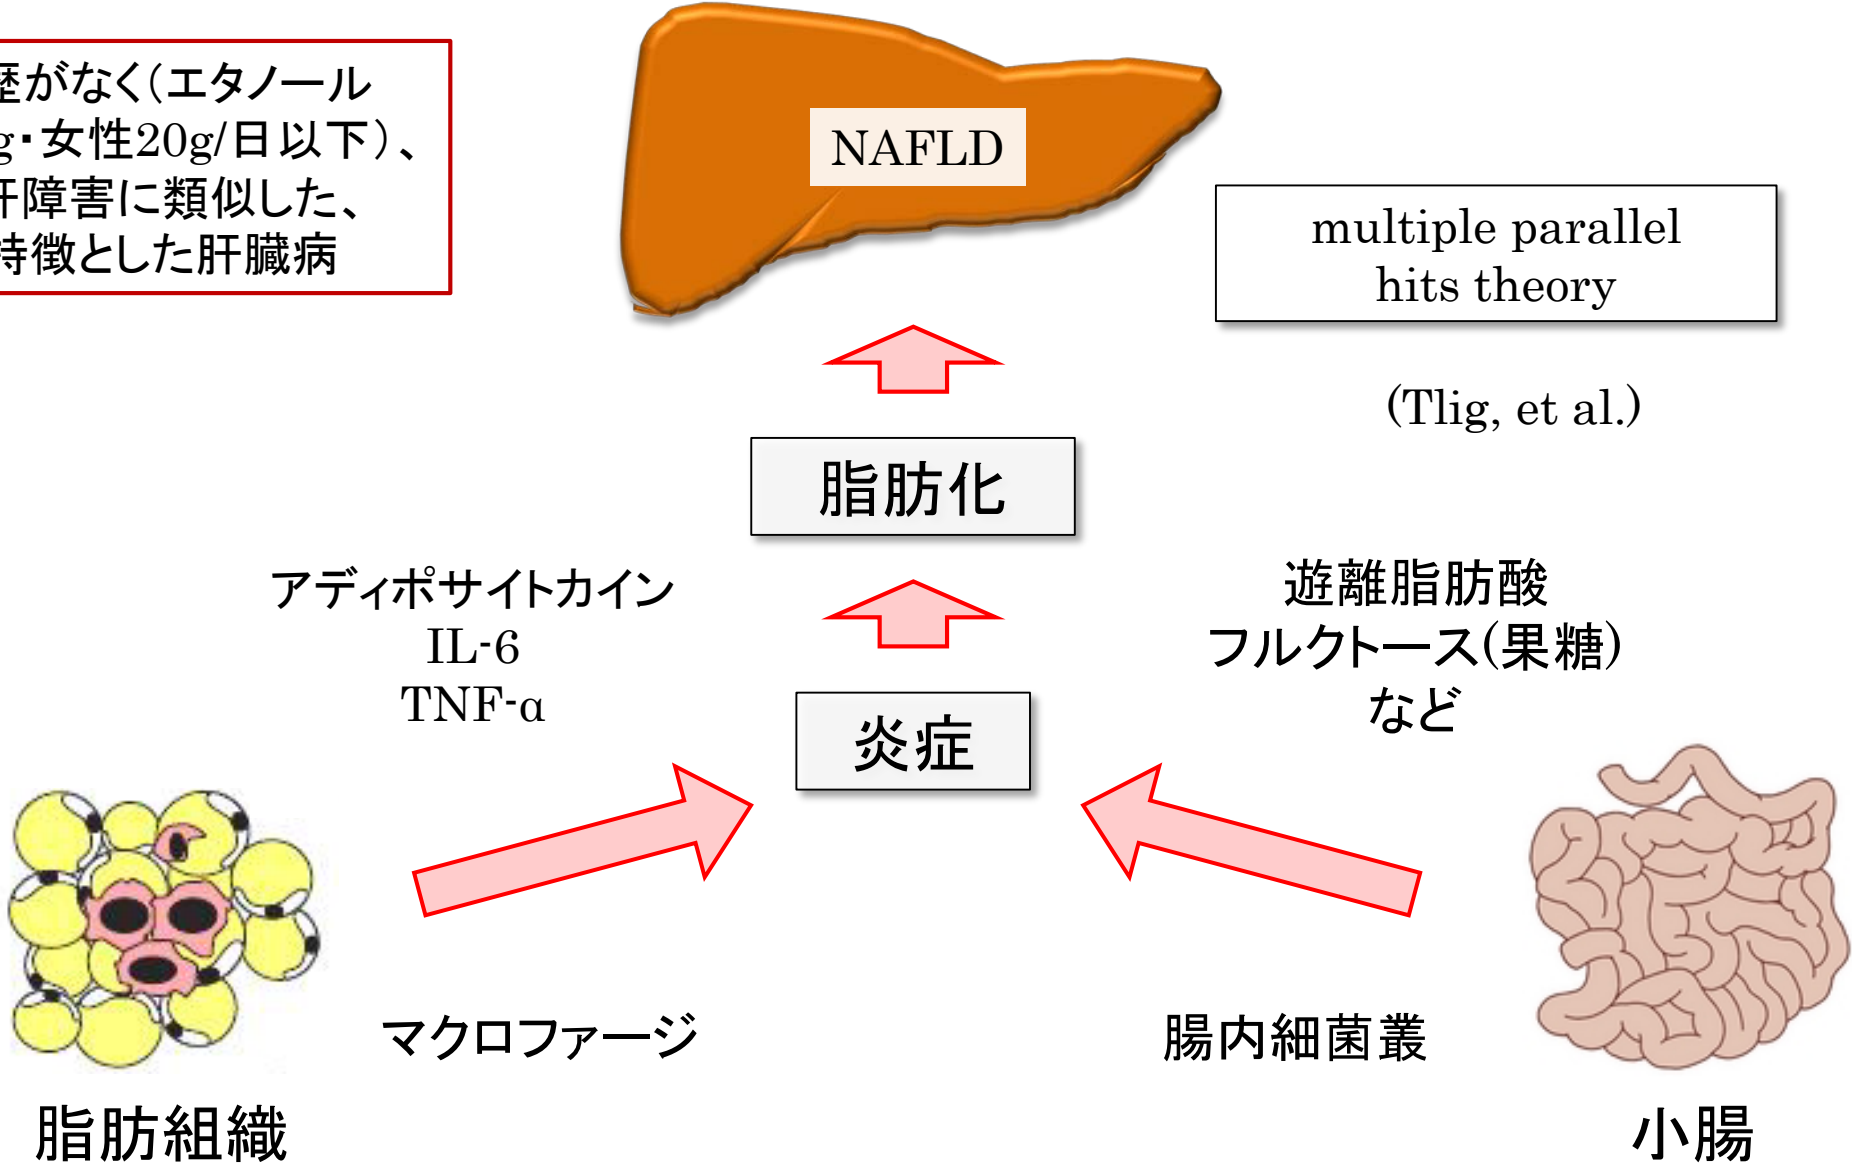 歴がなく（エタノール
g・女性20g/日以下）、
肝障害に類似した、
特徴とした肝臓病
NAFLD
multiple parallel
hits theory
(Tlig, et al.)
脂肪化
アディポサイトカイン
IL-6
TNF-α
遊離脂肪酸
フルクトース(果糖)
など
炎症
マクロファージ
腸内細菌叢
脂肪組織
小腸